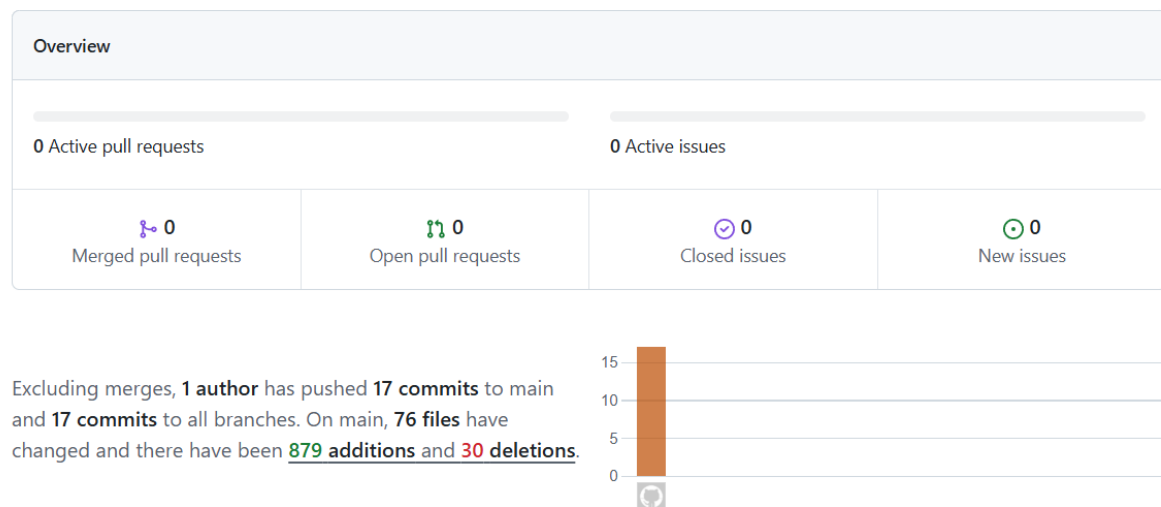 Overview
0 Active pull requests
0 Active issues
0
Merged pull requests
0
Open pull requests
0
Closed issues
0
New issues
Excluding merges, 1 author has pushed 17 commits to main
and 17 commits to all branches. On main, 76 files have
changed and there have been 879 additions and 30 deletions.
15
10
5
0